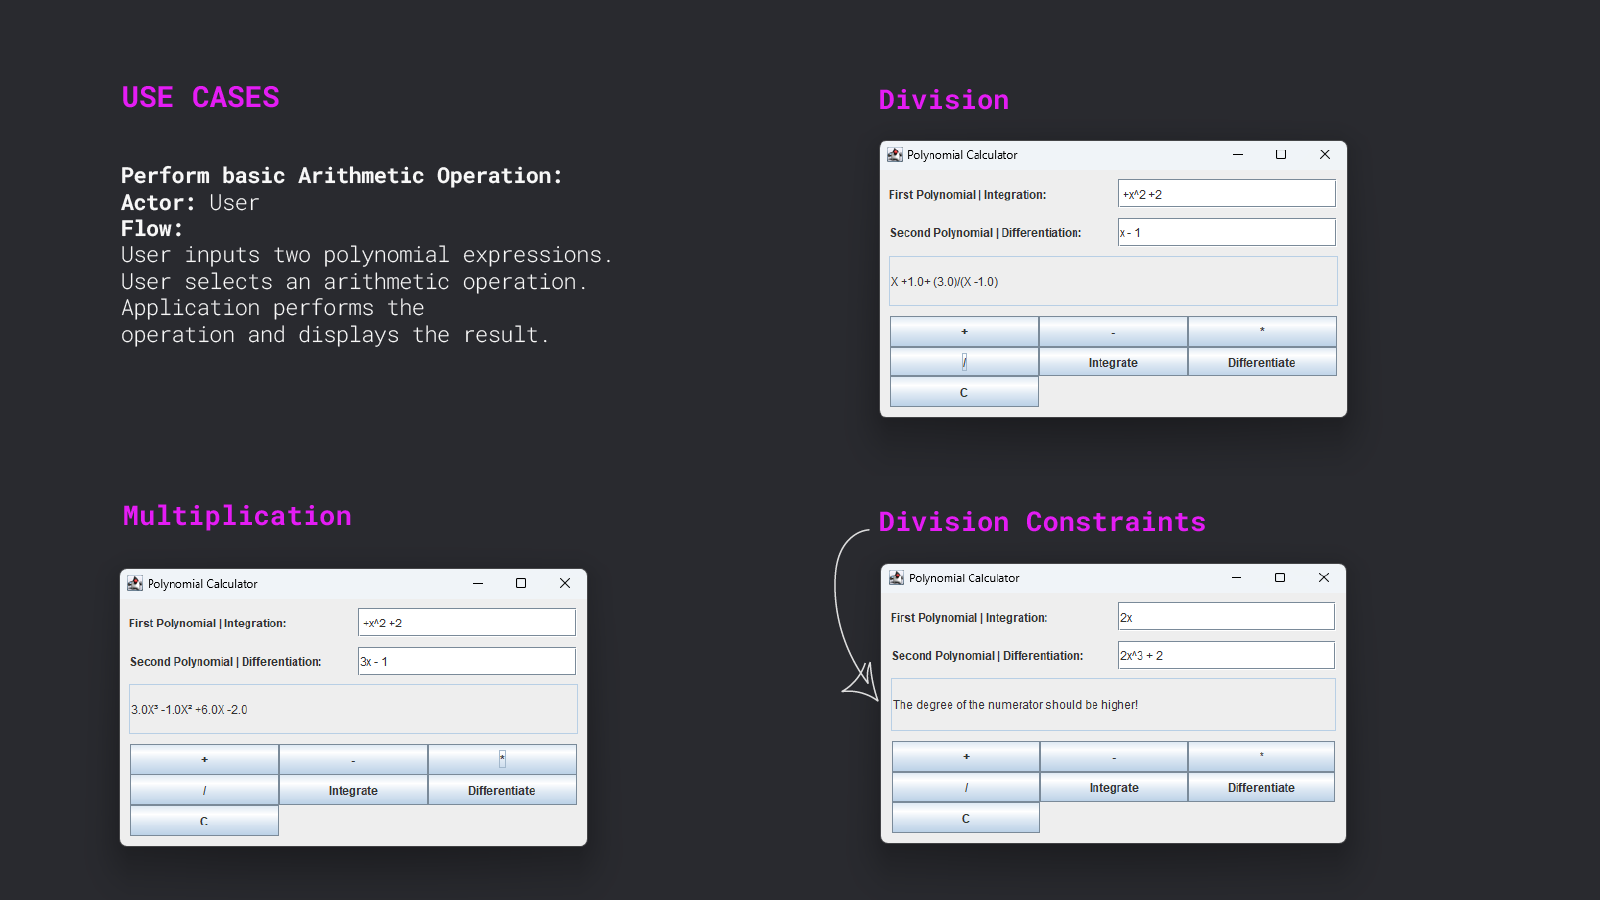 USE CASES
Perform basic Arithmetic Operation:
Actor: User
Flow:
User inputs two polynomial expressions.
User selects an arithmetic operation.
Application performs the
operation and displays the result.
Division
Polynomial Calculator
First Polynomial | Integration:
+x^2 +2
Second Polynomial | Differentiation:
x - 1
X +1.0+ (3.0)/(X -1.0)
+ - *
/ Integrate Differentiate
C
Multiplication
Polynomial Calculator
First Polynomial | Integration:
+x^2 +2
Second Polynomial | Differentiation:
3x - 1
3.0X³ -1.0X² +6.0X -2.0
+ - *
/ Integrate Differentiate
C
Division Constraints
Polynomial Calculator
First Polynomial | Integration:
2x
Second Polynomial | Differentiation:
2x^3 + 2
The degree of the numerator should be higher!
+ - *
/ Integrate Differentiate
C